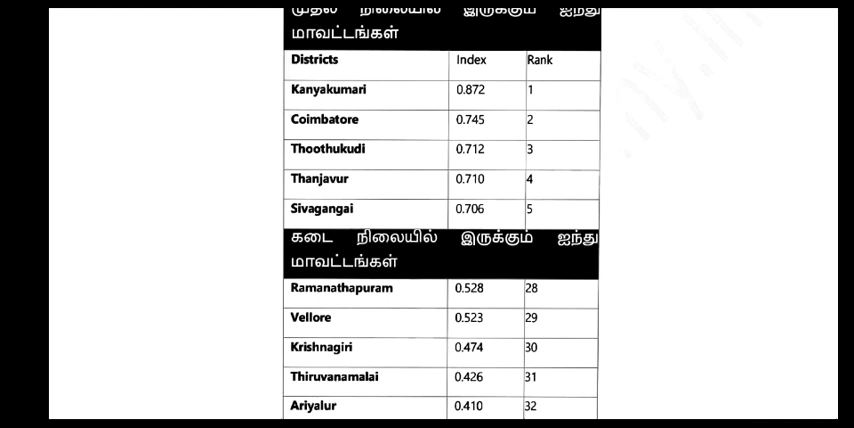 முதல் நிலையில் இருக்கும் ஐந்து
மாவட்டங்கள்
Districts Index Rank
Kanyakumari 0.872 1
Coimbatore 0.745 2
Thoothukudi 0.712 3
Thanjavur 0.710 4
Sivagangai 0.706 5
கடை நிலையில் இருக்கும் ஐந்து
மாவட்டங்கள்
Ramanathapuram 0.528 28
Vellore 0.523 29
Krishnagiri 0.474 30
Thiruvanamalai 0.426 31
Ariyalur 0.410 32